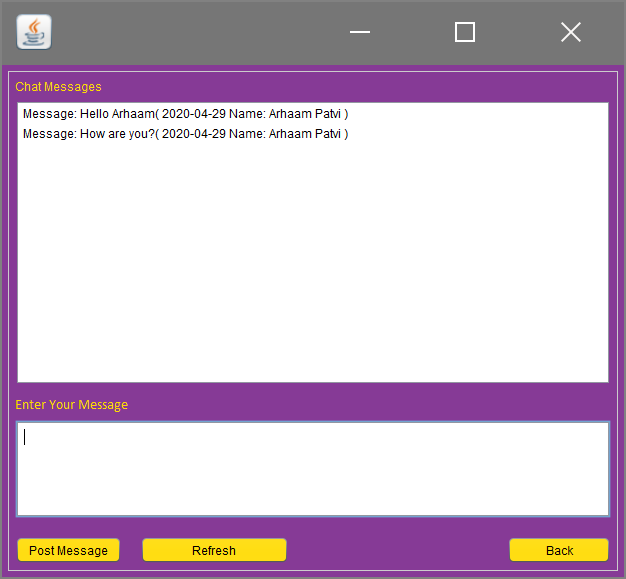 Chat Messages
Message: Hello Arhaam( 2020-04-29 Name: Arhaam Patvi )
Message: How are you?( 2020-04-29 Name: Arhaam Patvi )
Enter Your Message
Post Message
Refresh
Back